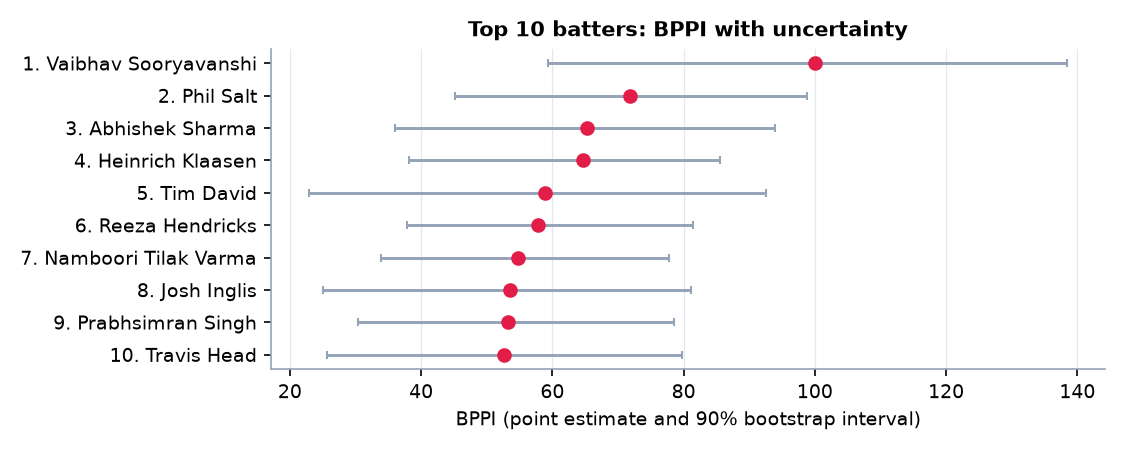 Top 10 batters: BPPI with uncertainty
1. Vaibhav Sooryavanshi
2. Phil Salt
3. Abhishek Sharma
4. Heinrich Klaasen
5. Tim David
6. Reeza Hendricks
7. Namboori Tilak Varma
8. Josh Inglis
9. Prabhsimran Singh
10. Travis Head
20 40 60 80 100 120 140
BPPI (point estimate and 90% bootstrap interval)